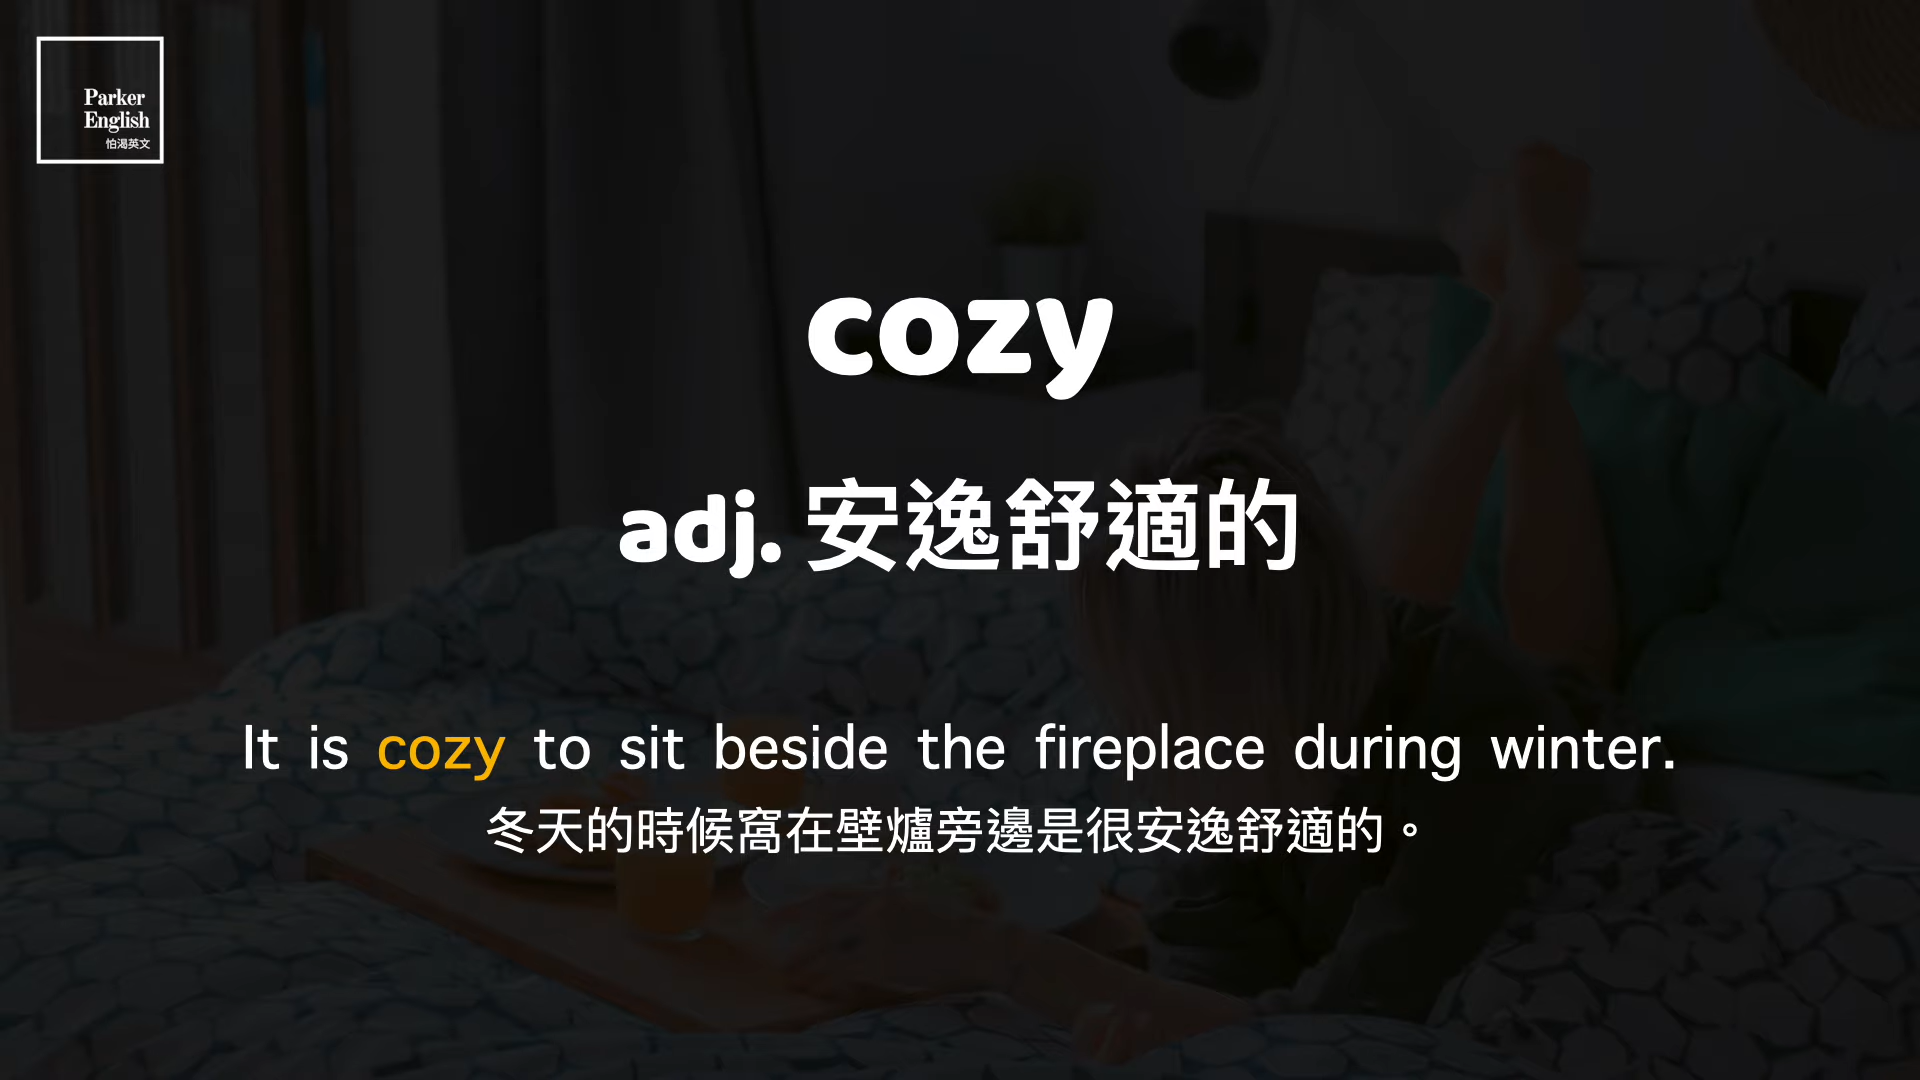 Parker
English
怕渴英文
cozy
adj. 安逸舒適的
It is cozy to sit beside the fireplace during winter.
冬天的時候窩在壁爐旁邊是很安逸舒適的。